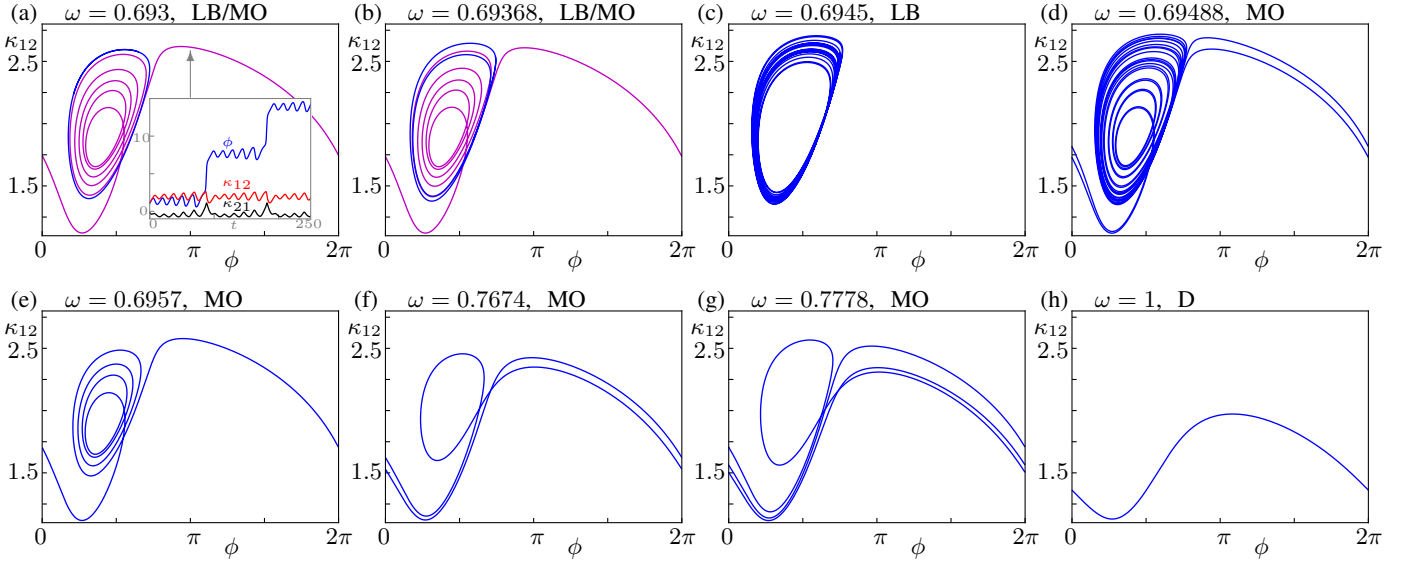 (a) ω = 0.693, LB/MO
(b) ω = 0.69368, LB/MO
(c) ω = 0.6945, LB
(d) ω = 0.69488, MO
κ12
2.5
1.5
10
0
ϕ
κ12
κ21
0
t
250
0
π
2π
ϕ
κ12
2.5
1.5
0
π
2π
ϕ
κ12
2.5
1.5
0
π
2π
ϕ
κ12
2.5
1.5
0
π
2π
ϕ
(e) ω = 0.6957, MO
(f) ω = 0.7674, MO
(g) ω = 0.7778, MO
(h) ω = 1, D
κ12
2.5
1.5
0
π
2π
ϕ
κ12
2.5
1.5
0
π
2π
ϕ
κ12
2.5
1.5
0
π
2π
ϕ
κ12
2.5
1.5
0
π
2π
ϕ